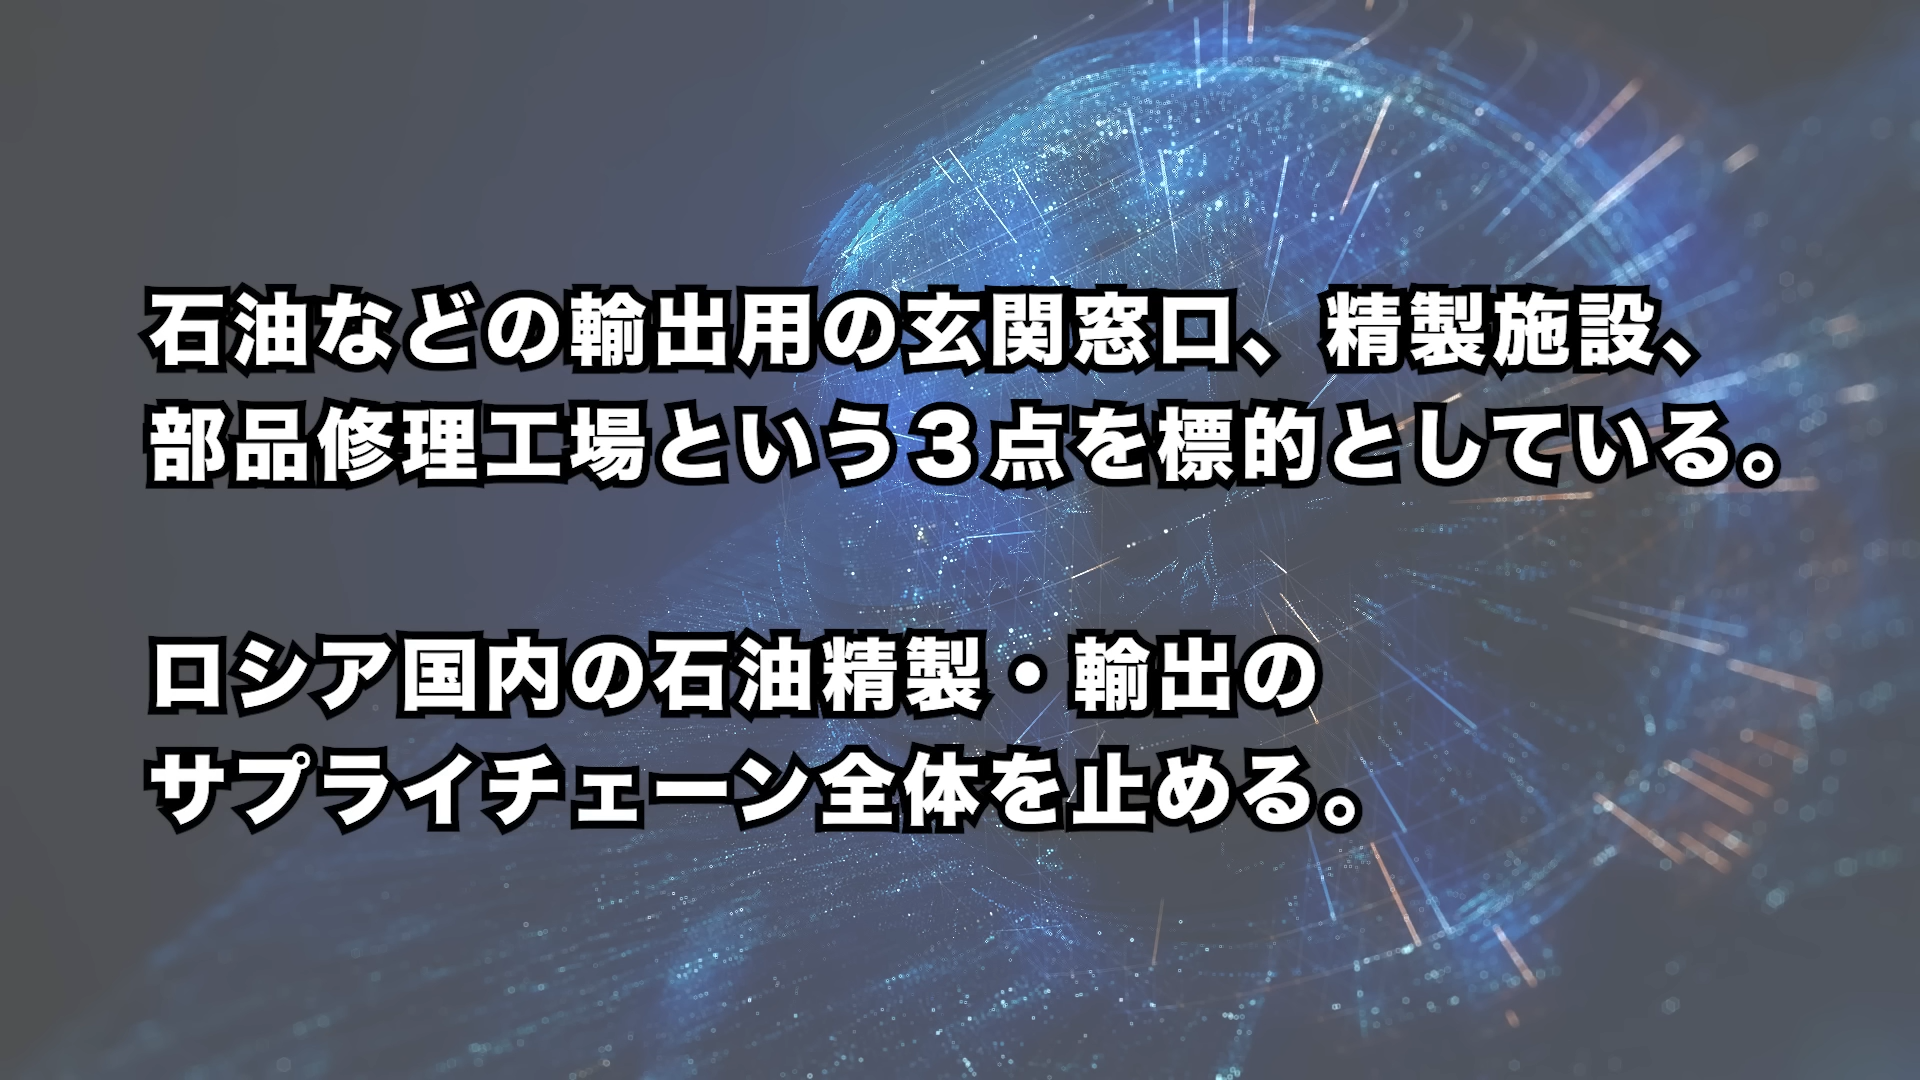 石油などの輸出用の玄関窓口、精製施設、
部品修理工場という３点を標的としている。
ロシア国内の石油精製・輸出の
サプライチェーン全体を止める。